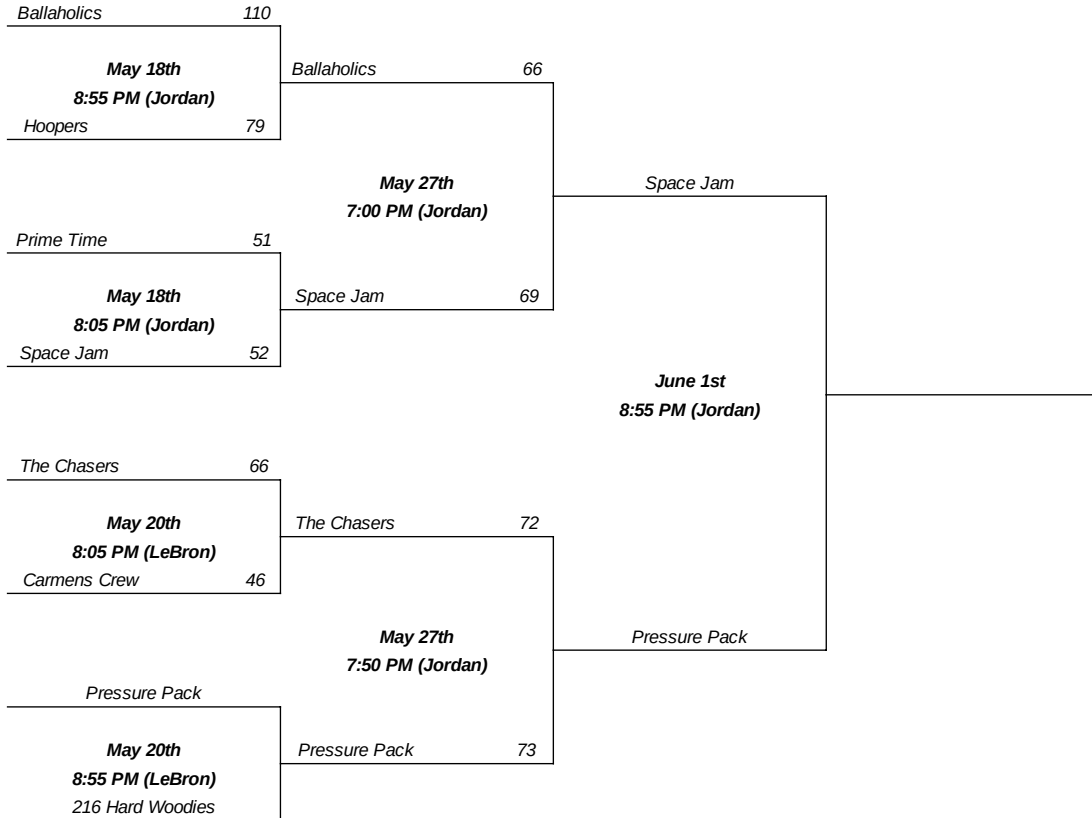 Ballaholics 110
May 18th
8:55 PM (Jordan)
Hoopers 79
Ballaholics 66
May 27th
7:00 PM (Jordan)
Prime Time 51
May 18th
8:05 PM (Jordan)
Space Jam 52
Space Jam 69
Space Jam
June 1st
8:55 PM (Jordan)
The Chasers 66
May 20th
8:05 PM (LeBron)
Carmens Crew 46
The Chasers 72
May 27th
7:50 PM (Jordan)
Pressure Pack
May 20th
8:55 PM (LeBron)
216 Hard Woodies
Pressure Pack 73
Pressure Pack